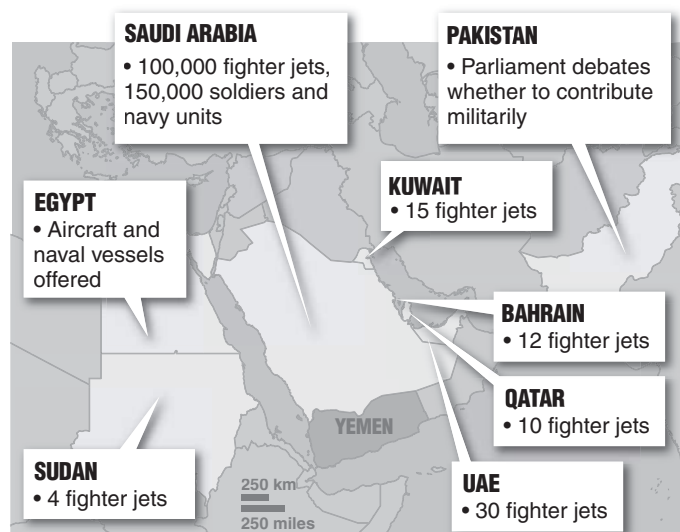 SAUDI ARABIA
• 100,000 fighter jets,
150,000 soldiers and
navy units
PAKISTAN
• Parliament debates
whether to contribute
militarily
EGYPT
• Aircraft and
naval vessels
offered
KUWAIT
• 15 fighter jets
BAHRAIN
• 12 fighter jets
QATAR
• 10 fighter jets
YEMEN
SUDAN
• 4 fighter jets
250 km
250 miles
UAE
• 30 fighter jets